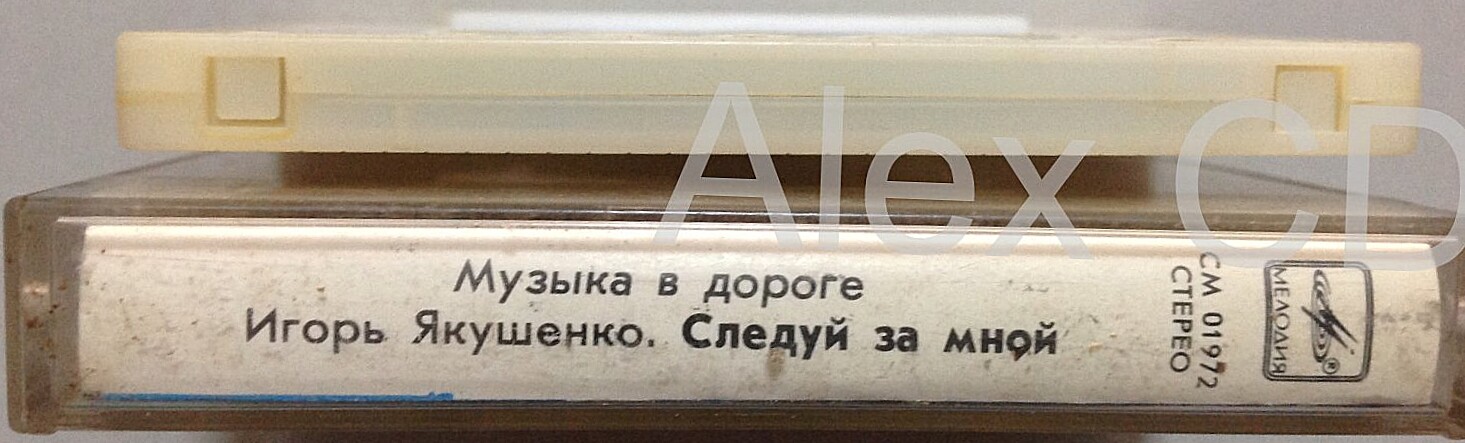 Alex CD
Музыка в дороге
Игорь Якушенко. Следуй за мной
СМ 01972
СТЕРЕО
МЕЛОДИЯ
®